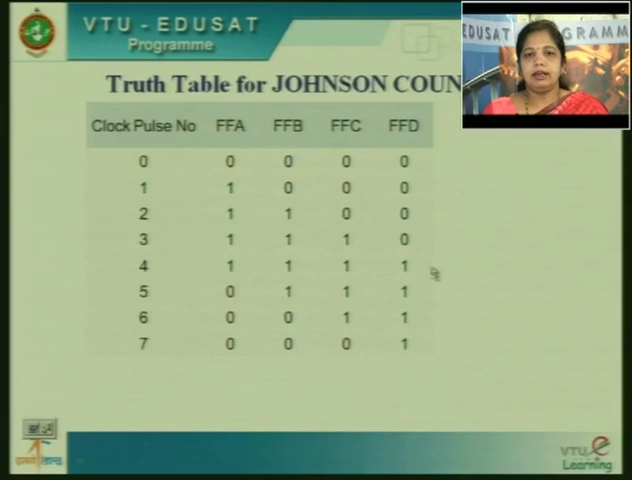 VTU - EDUSAT
Programme
EDUSAT
OGRAMM
Truth Table for JOHNSON COUN
Clock Pulse No FFA FFB FFC FFD
0 0 0 0 0
1 1 0 0 0
2 1 1 0 0
3 1 1 1 0
4 1 1 1 1
5 0 1 1 1
6 0 0 1 1
7 0 0 0 1
VTU e
Learning